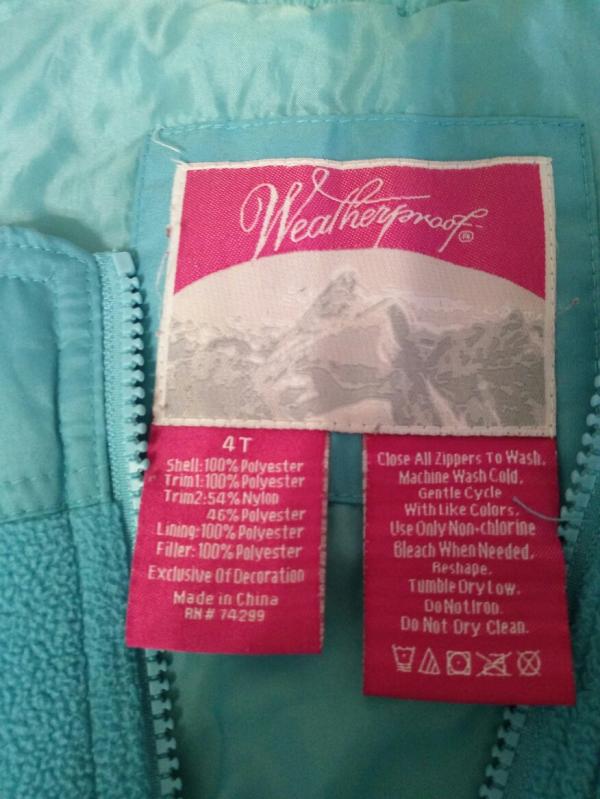 Weatherproof®
4T
Shell:100% Polyester
Trim1:100% Polyester
Trim2:54% Nylon
46% Polyester
Lining:100% Polyester
Filler:100% Polyester
Exclusive Of Decoration
Made in China
RN# 74299
Close All Zippers To Wash.
Machine Wash Cold,
Gentle Cycle
With Like Colors.
Use Only Non-chlorine
Bleach When Needed.
Reshape.
Tumble Dry Low.
Do Not Iron.
Do Not Dry Clean.